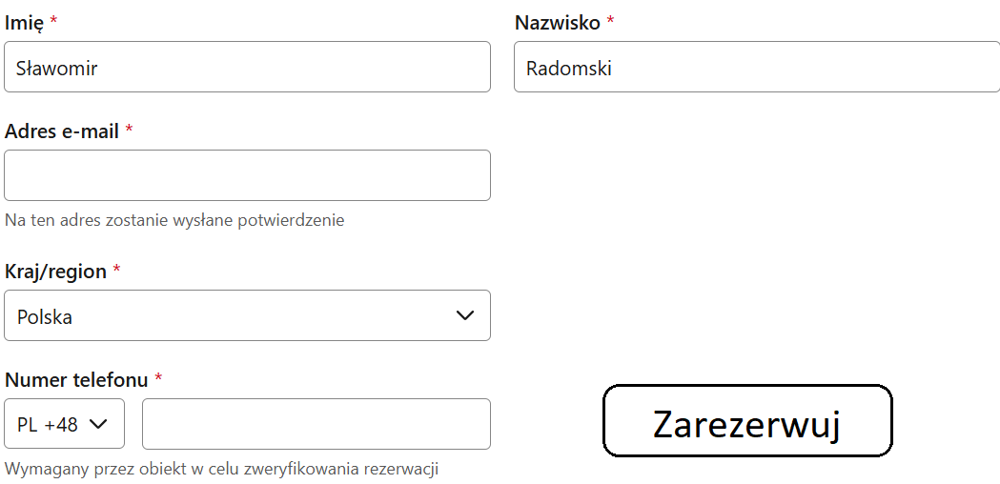 Imię *
Nazwisko *
Sławomir
Radomski
Adres e-mail *
Na ten adres zostanie wysłane potwierdzenie
Kraj/region *
Polska
Numer telefonu *
PL +48
Zarezerwuj
Wymagany przez obiekt w celu zweryfikowania rezerwacji